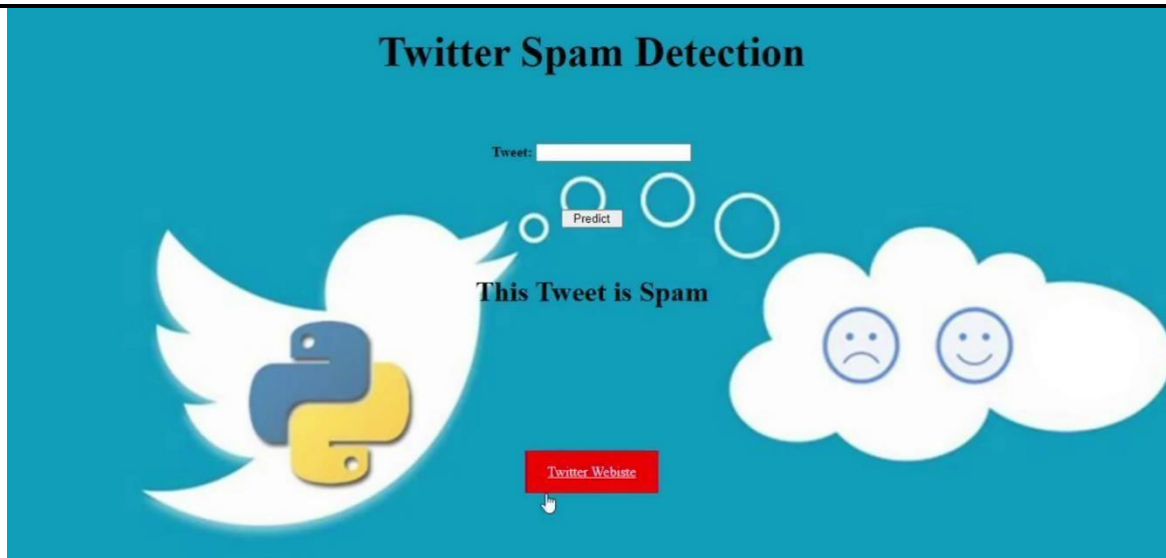 Twitter Spam Detection
Tweet:
Predict
This Tweet is Spam
Twitter Webiste